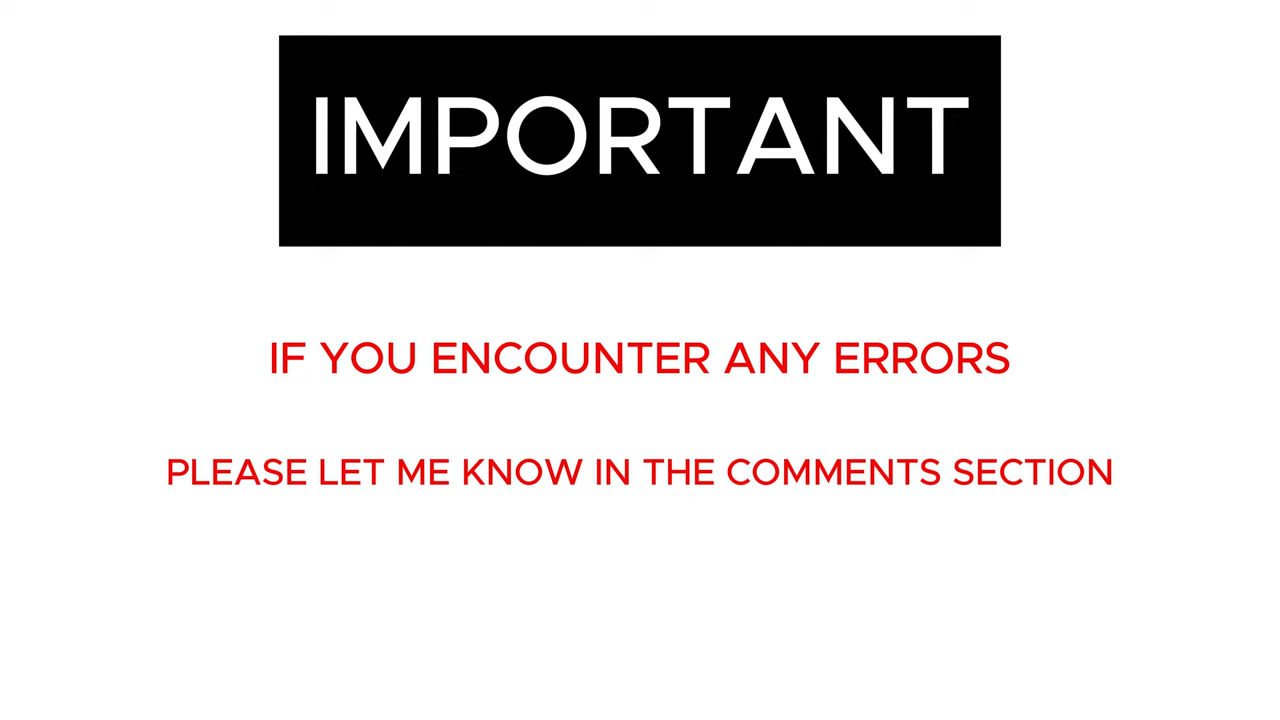 IMPORTANT
IF YOU ENCOUNTER ANY ERRORS
PLEASE LET ME KNOW IN THE COMMENTS SECTION